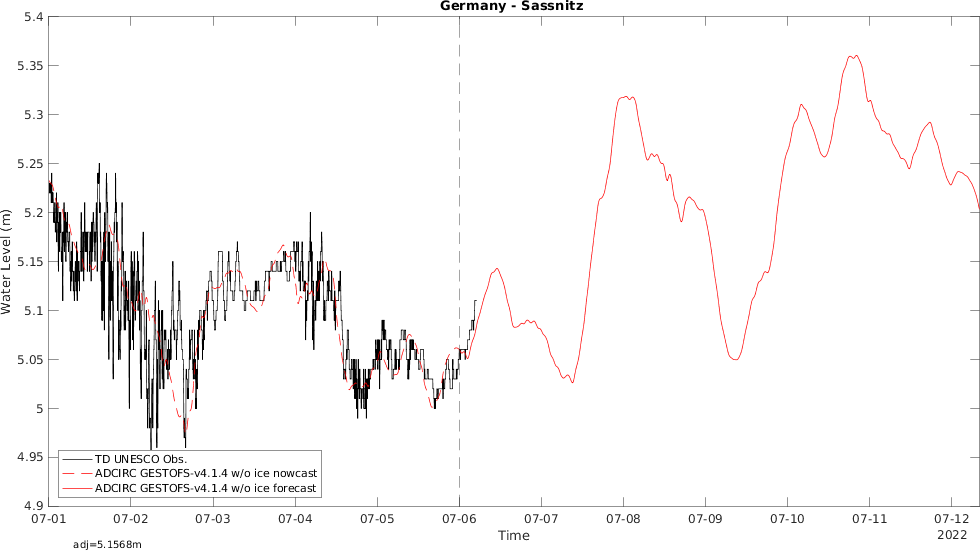 Germany - Sassnitz
5.4
5.35
5.3
5.25
5.2
5.15
5.1
5.05
5
4.95
4.9
Water Level (m)
TD UNESCO Obs.
ADCIRC GESTOFS-v4.1.4 w/o ice nowcast
ADCIRC GESTOFS-v4.1.4 w/o ice forecast
07-01 07-02 07-03 07-04 07-05 07-06 07-07 07-08 07-09 07-10 07-11 07-12
2022
Time
adj=5.1568m